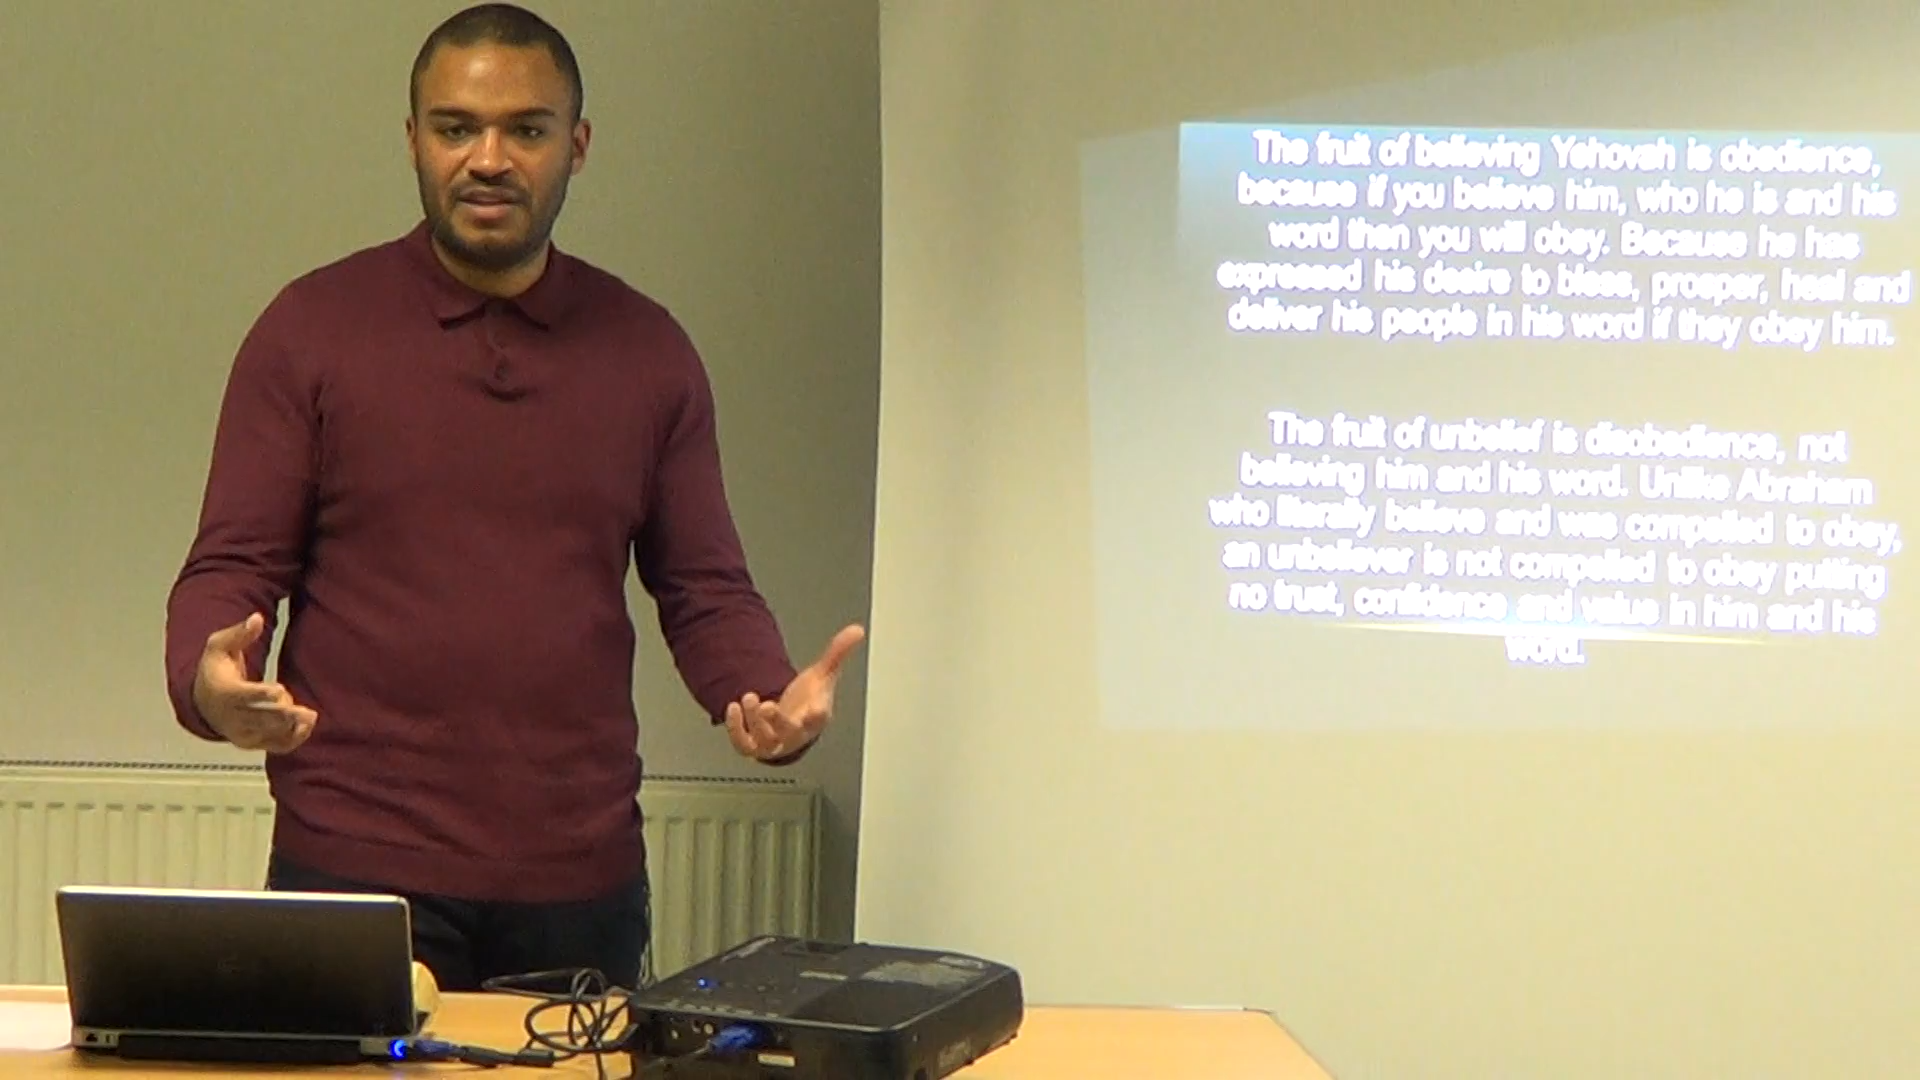 The fruit of believing Yehovah is obedience,
because if you believe him, who he is and his
word then you will obey. Because he has
expressed his desire to bless, prosper, heal and
deliver his people in his word if they obey him.
The fruit of unbelief is disobedience, not
believing him and his word. Unlike Abraham
who literally believe and was compelled to obey,
an unbeliever is not compelled to obey putting
no trust, confidence and value in him and his
word.